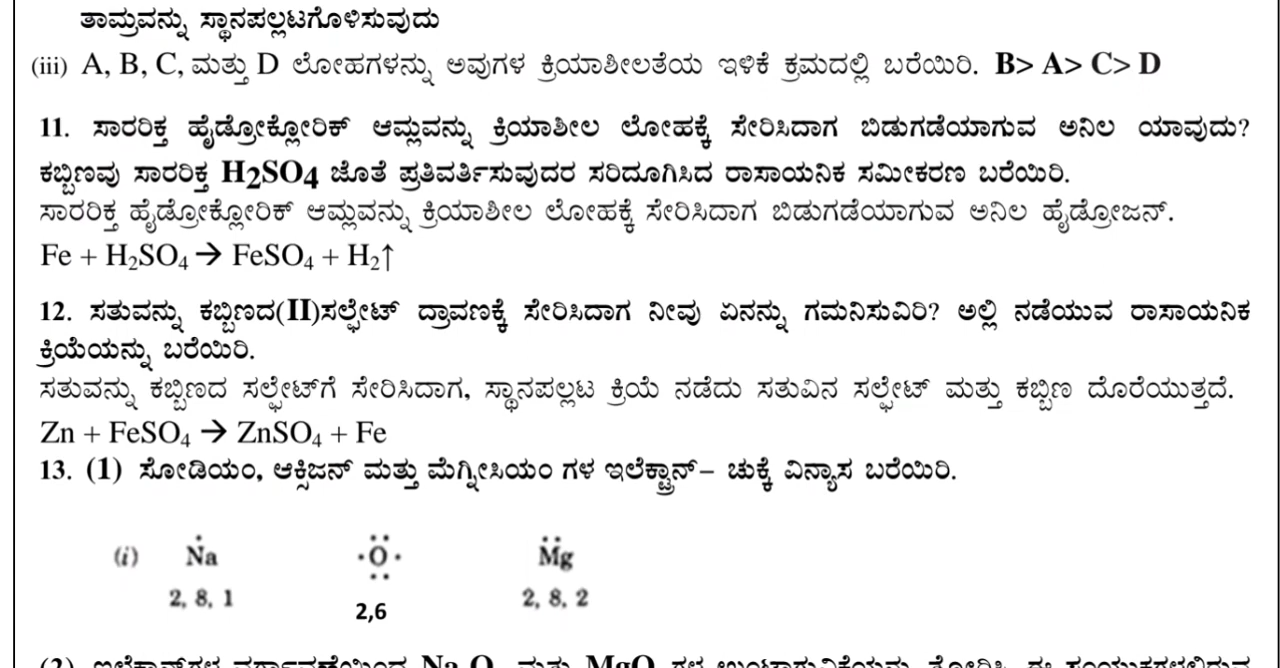 ತಾಮ್ರವನ್ನು ಸ್ಥಾನಪಲ್ಲಟಗೊಳಿಸುವುದು
(iii) A, B, C, ಮತ್ತು D ಲೋಹಗಳನ್ನು ಅವುಗಳ ಕ್ರಿಯಾಶೀಲತೆಯ ಇಳಿಕೆ ಕ್ರಮದಲ್ಲಿ ಬರೆಯಿರಿ. B> A> C> D
11. ಸಾರರಿಕ್ತ ಹೈಡ್ರೋಕ್ಲೋರಿಕ್ ಆಮ್ಲವನ್ನು ಕ್ರಿಯಾಶೀಲ ಲೋಹಕ್ಕೆ ಸೇರಿಸಿದಾಗ ಬಿಡುಗಡೆಯಾಗುವ ಅನಿಲ ಯಾವುದು?
ಕಬ್ಬಿಣವು ಸಾರರಿಕ್ತ H2SO4 ಜೊತೆ ಪ್ರತಿವರ್ತಿಸುವುದರ ಸರಿದೂಗಿಸಿದ ರಾಸಾಯನಿಕ ಸಮೀಕರಣ ಬರೆಯಿರಿ.
ಸಾರರಿಕ್ತ ಹೈಡ್ರೋಕ್ಲೋರಿಕ್ ಆಮ್ಲವನ್ನು ಕ್ರಿಯಾಶೀಲ ಲೋಹಕ್ಕೆ ಸೇರಿಸಿದಾಗ ಬಿಡುಗಡೆಯಾಗುವ ಅನಿಲ ಹೈಡ್ರೋಜನ್.
Fe + H₂SO₄ → FeSO₄ + H₂↑
12. ಸತುವನ್ನು ಕಬ್ಬಿಣದ(II)ಸಲ್ಫೇಟ್ ದ್ರಾವಣಕ್ಕೆ ಸೇರಿಸಿದಾಗ ನೀವು ಏನನ್ನು ಗಮನಿಸುವಿರಿ? ಅಲ್ಲಿ ನಡೆಯುವ ರಾಸಾಯನಿಕ
ಕ್ರಿಯೆಯನ್ನು ಬರೆಯಿರಿ.
ಸತುವನ್ನು ಕಬ್ಬಿಣದ ಸಲ್ಫೇಟ್‌ಗೆ ಸೇರಿಸಿದಾಗ, ಸ್ಥಾನಪಲ್ಲಟ ಕ್ರಿಯೆ ನಡೆದು ಸತುವಿನ ಸಲ್ಫೇಟ್ ಮತ್ತು ಕಬ್ಬಿಣ ದೊರೆಯುತ್ತದೆ.
Zn + FeSO₄ → ZnSO₄ + Fe
13. (1) ಸೋಡಿಯಂ, ಆಕ್ಸಿಜನ್ ಮತ್ತು ಮೆಗ್ನೀಸಿಯಂ ಗಳ ಇಲೆಕ್ಟ್ರಾನ್– ಚುಕ್ಕೆ ವಿನ್ಯಾಸ ಬರೆಯಿರಿ.
(i) Na O Mg
2, 8, 1 2,6 2, 8, 2